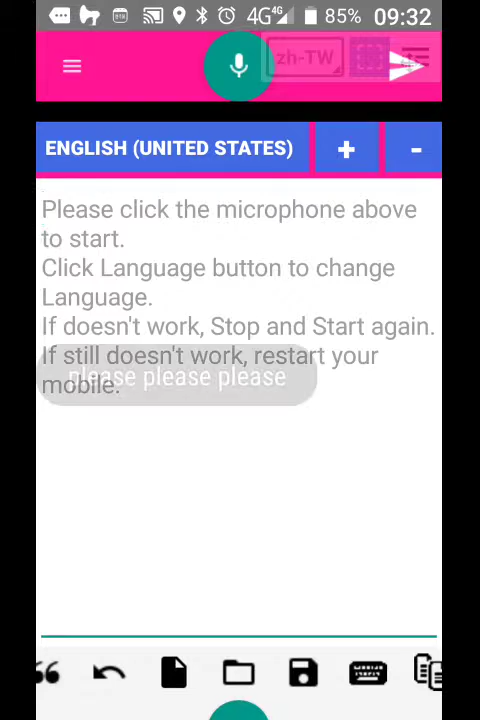 4G 4G 85% 09:32
zh-TW
ENGLISH (UNITED STATES) + -
Please click the microphone above
to start.
Click Language button to change
Language.
If doesn't work, Stop and Start again.
If still doesn't work, restart your
mobile.
please please please